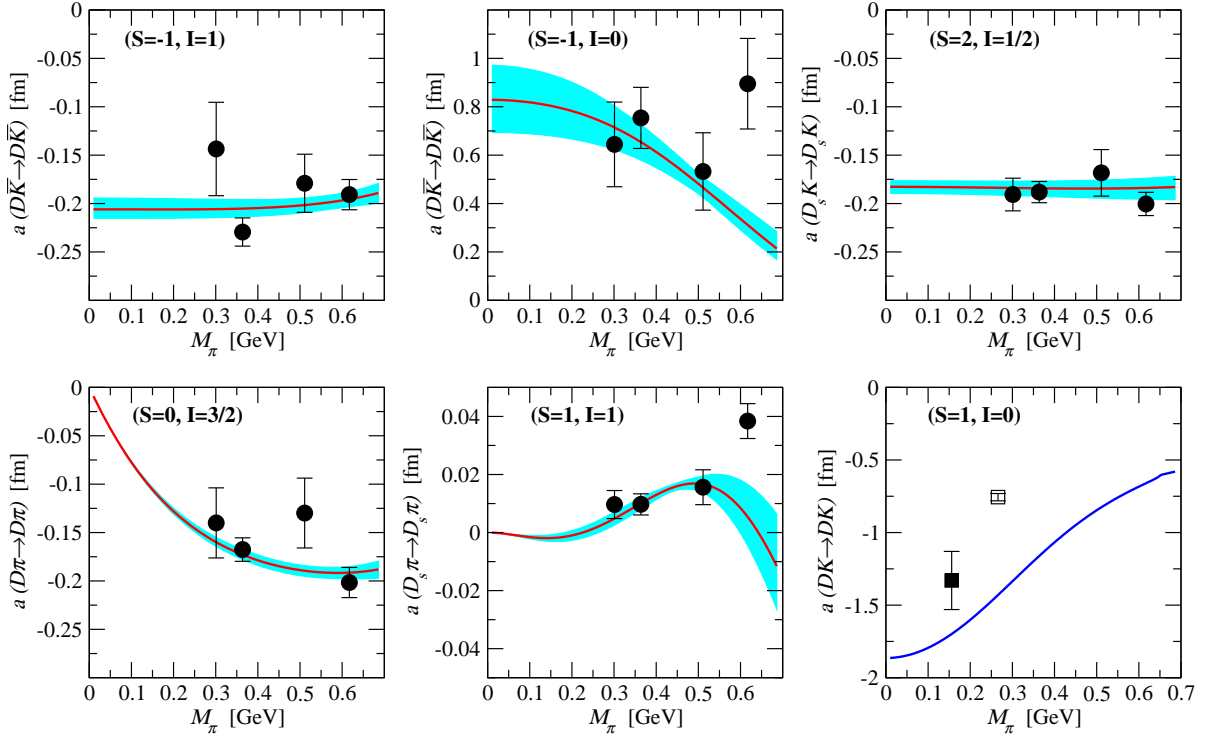 (S=-1, I=1)
a (DK̅→DK̅) [fm]
0
-0.05
-0.1
-0.15
-0.2
-0.25
0 0.1 0.2 0.3 0.4 0.5 0.6
M_π [GeV]
(S=-1, I=0)
a (DK̅→DK̅) [fm]
1
0.8
0.6
0.4
0.2
0
0 0.1 0.2 0.3 0.4 0.5 0.6
M_π [GeV]
(S=2, I=1/2)
a (D_s K→D_s K) [fm]
0
-0.05
-0.1
-0.15
-0.2
-0.25
0 0.1 0.2 0.3 0.4 0.5 0.6
M_π [GeV]
(S=0, I=3/2)
a (Dπ→Dπ) [fm]
0
-0.05
-0.1
-0.15
-0.2
-0.25
0 0.1 0.2 0.3 0.4 0.5 0.6
M_π [GeV]
(S=1, I=1)
a (D_s π→D_s π) [fm]
0.04
0.02
0
-0.02
-0.04
0 0.1 0.2 0.3 0.4 0.5 0.6
M_π [GeV]
(S=1, I=0)
a (DK→DK) [fm]
0
-0.5
-1
-1.5
-2
0 0.1 0.2 0.3 0.4 0.5 0.6 0.7
M_π [GeV]